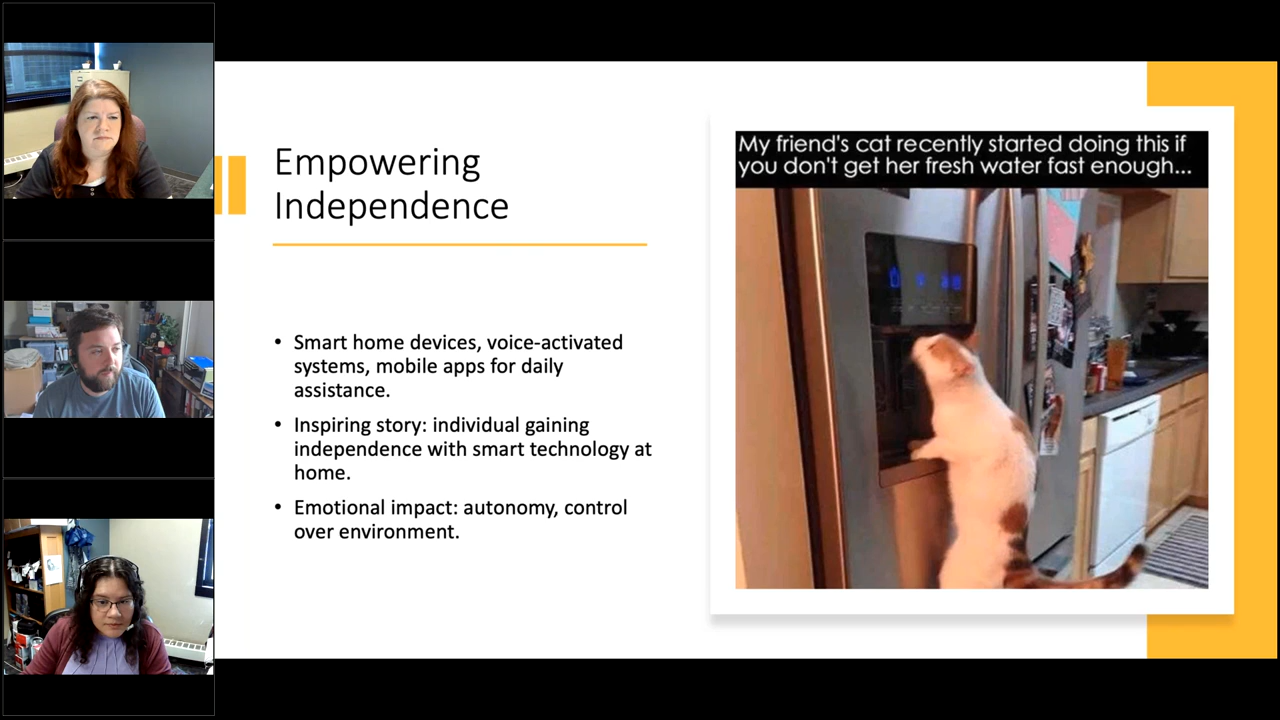 Empowering
Independence
• Smart home devices, voice-activated
systems, mobile apps for daily
assistance.
• Inspiring story: individual gaining
independence with smart technology at
home.
• Emotional impact: autonomy, control
over environment.
My friend's cat recently started doing this if
you don't get her fresh water fast enough...